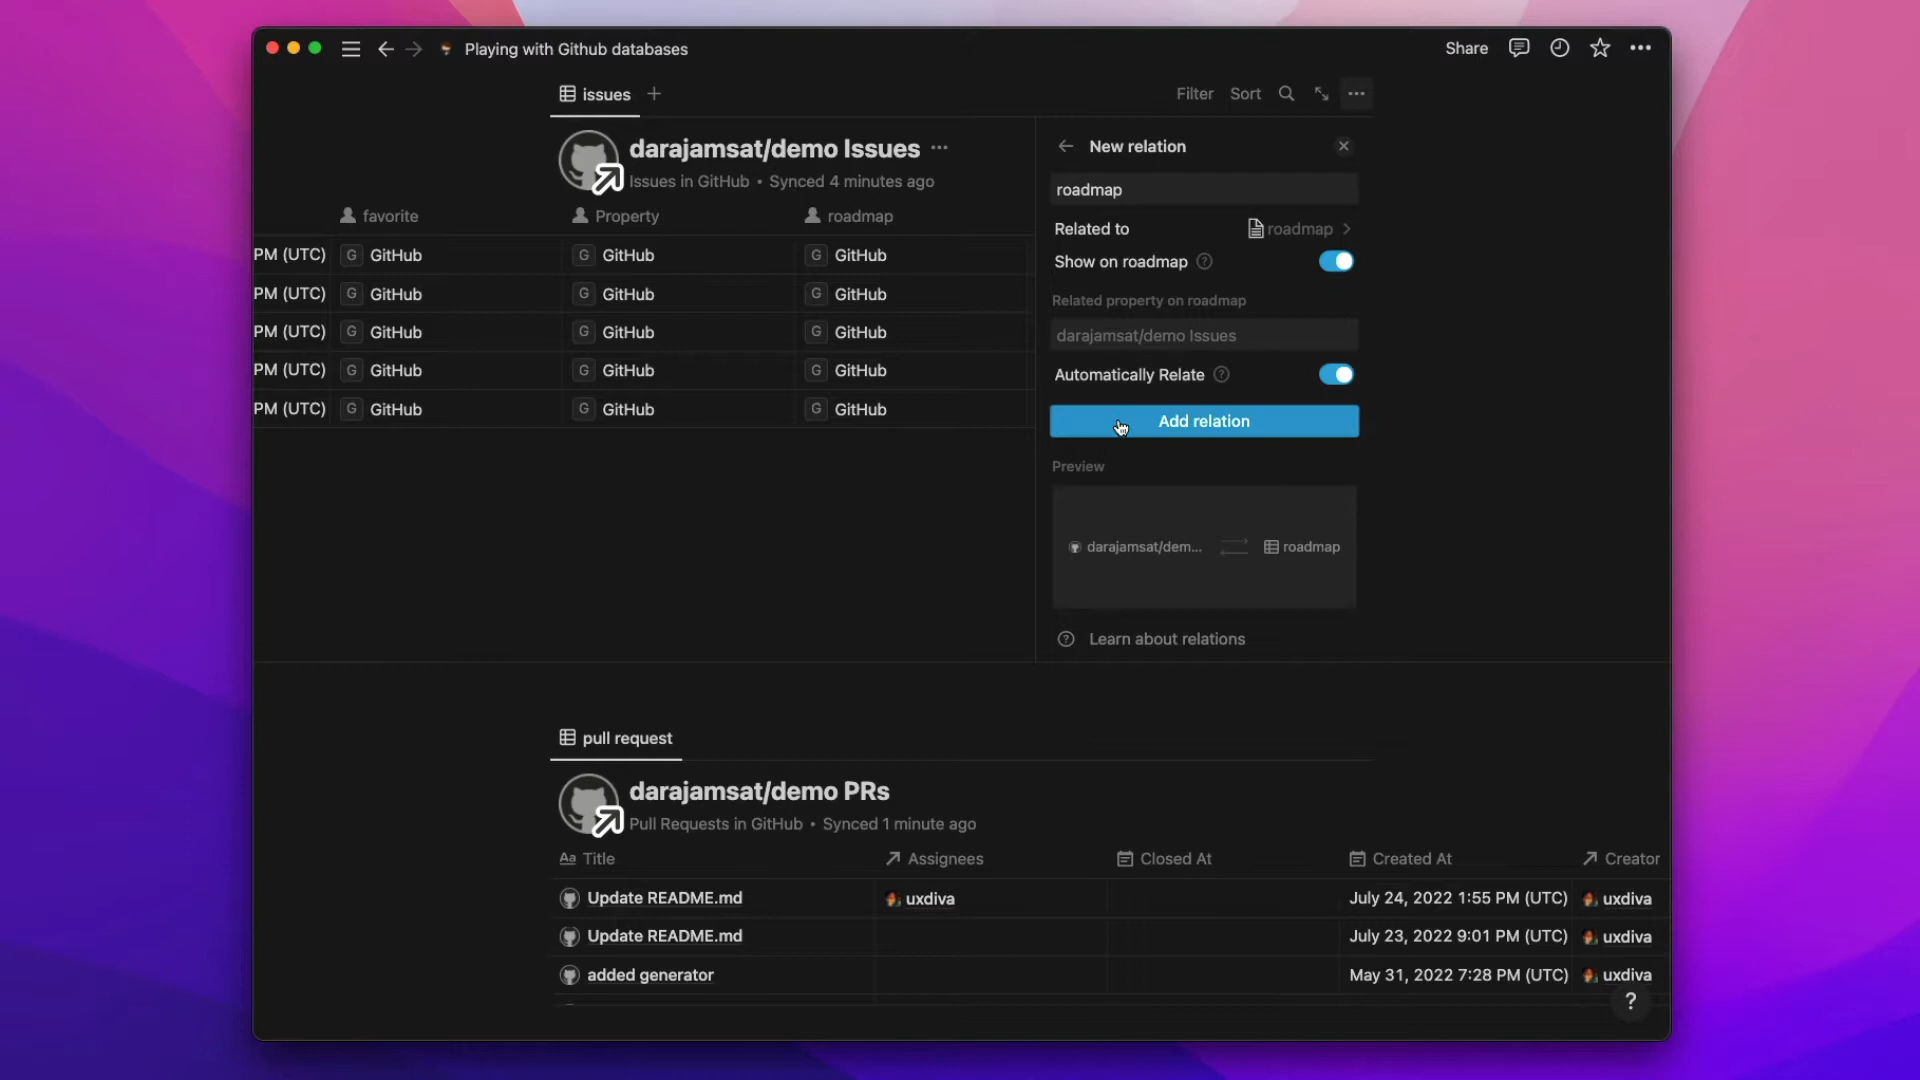 Playing with Github databases
Share
issues
Filter Sort
darajamsat/demo Issues
Issues in GitHub • Synced 4 minutes ago
favorite Property roadmap
PM (UTC) G GitHub G GitHub G GitHub
PM (UTC) G GitHub G GitHub G GitHub
PM (UTC) G GitHub G GitHub G GitHub
PM (UTC) G GitHub G GitHub G GitHub
PM (UTC) G GitHub G GitHub G GitHub
New relation
roadmap
Related to roadmap
Show on roadmap
Related property on roadmap
darajamsat/demo Issues
Automatically Relate
Add relation
Preview
darajamsat/dem... roadmap
Learn about relations
pull request
darajamsat/demo PRs
Pull Requests in GitHub • Synced 1 minute ago
Aa Title Assignees Closed At Created At Creator
Update README.md uxdiva July 24, 2022 1:55 PM (UTC) uxdiva
Update README.md July 23, 2022 9:01 PM (UTC) uxdiva
added generator May 31, 2022 7:28 PM (UTC) uxdiva
?